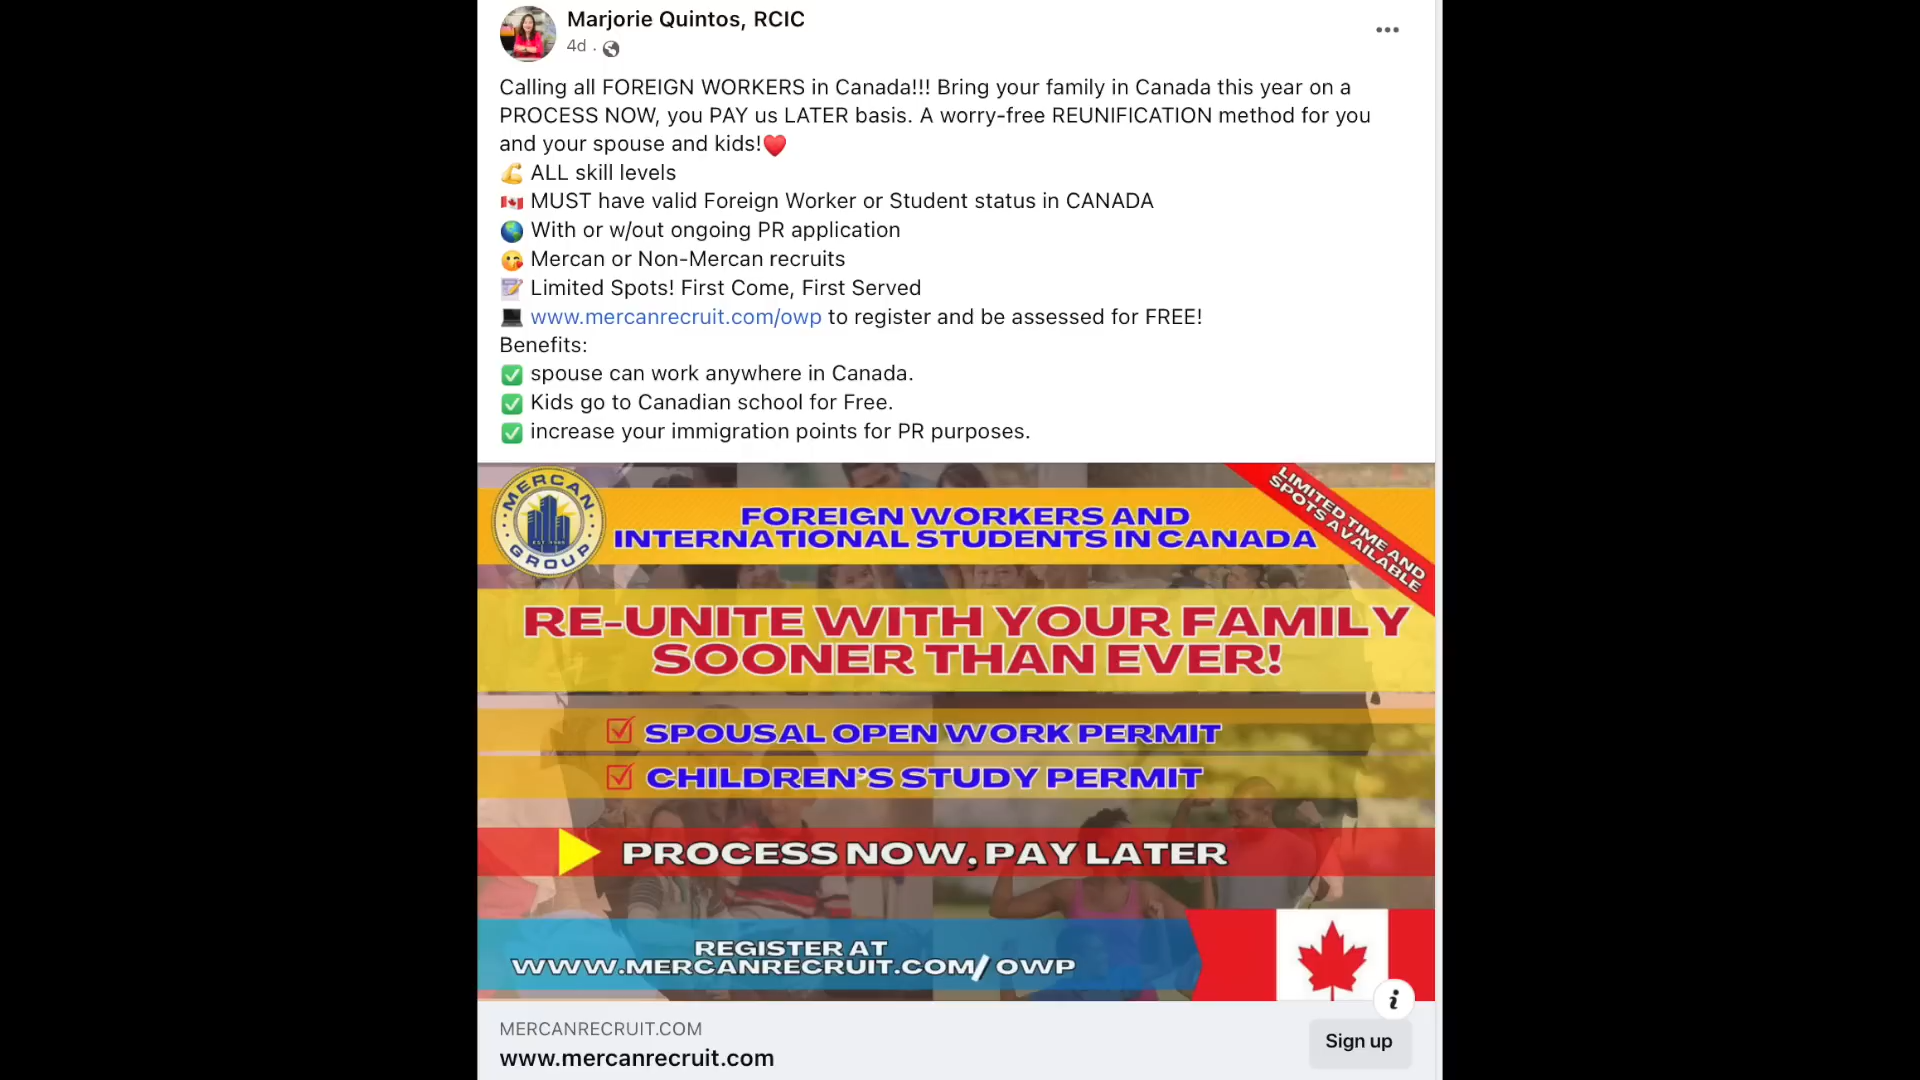 Marjorie Quintos, RCIC
4d ·
Calling all FOREIGN WORKERS in Canada!!! Bring your family in Canada this year on a
PROCESS NOW, you PAY us LATER basis. A worry-free REUNIFICATION method for you
and your spouse and kids!❤️
💪 ALL skill levels
🇨🇦 MUST have valid Foreign Worker or Student status in CANADA
🌎 With or w/out ongoing PR application
😘 Mercan or Non-Mercan recruits
📝 Limited Spots! First Come, First Served
💻 www.mercanrecruit.com/owp to register and be assessed for FREE!
Benefits:
✅ spouse can work anywhere in Canada.
✅ Kids go to Canadian school for Free.
✅ increase your immigration points for PR purposes.
MERCAN
GROUP
FOREIGN WORKERS AND
INTERNATIONAL STUDENTS IN CANADA
LIMITED TIME AND
SPOTS AVAILABLE
RE-UNITE WITH YOUR FAMILY
SOONER THAN EVER!
SPOUSAL OPEN WORK PERMIT
CHILDREN'S STUDY PERMIT
PROCESS NOW, PAY LATER
REGISTER AT
WWW.MERCANRECRUIT.COM/ OWP
MERCANRECRUIT.COM
www.mercanrecruit.com
Sign up